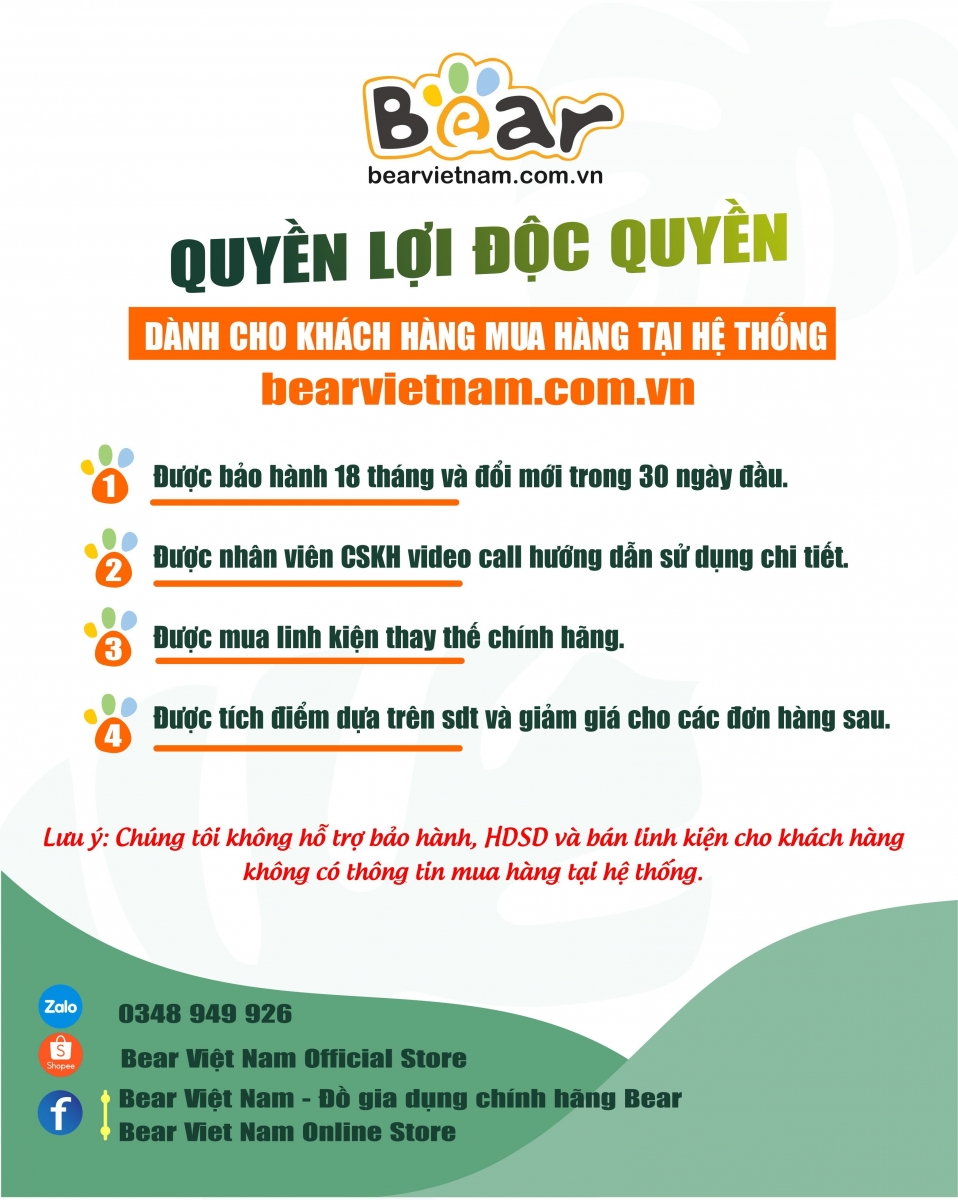 Bear
bearvietnam.com.vn
QUYỀN LỢI ĐỘC QUYỀN
DÀNH CHO KHÁCH HÀNG MUA HÀNG TẠI HỆ THỐNG
bearvietnam.com.vn
1 Được bảo hành 18 tháng và đổi mới trong 30 ngày đầu.
2 Được nhân viên CSKH video call hướng dẫn sử dụng chi tiết.
3 Được mua linh kiện thay thế chính hãng.
4 Được tích điểm dựa trên sdt và giảm giá cho các đơn hàng sau.
Lưu ý: Chúng tôi không hỗ trợ bảo hành, HDSD và bán linh kiện cho khách hàng
không có thông tin mua hàng tại hệ thống.
Zalo 0348 949 926
S Shopee Bear Việt Nam Official Store
f Bear Việt Nam - Đồ gia dụng chính hãng Bear
Bear Viet Nam Online Store